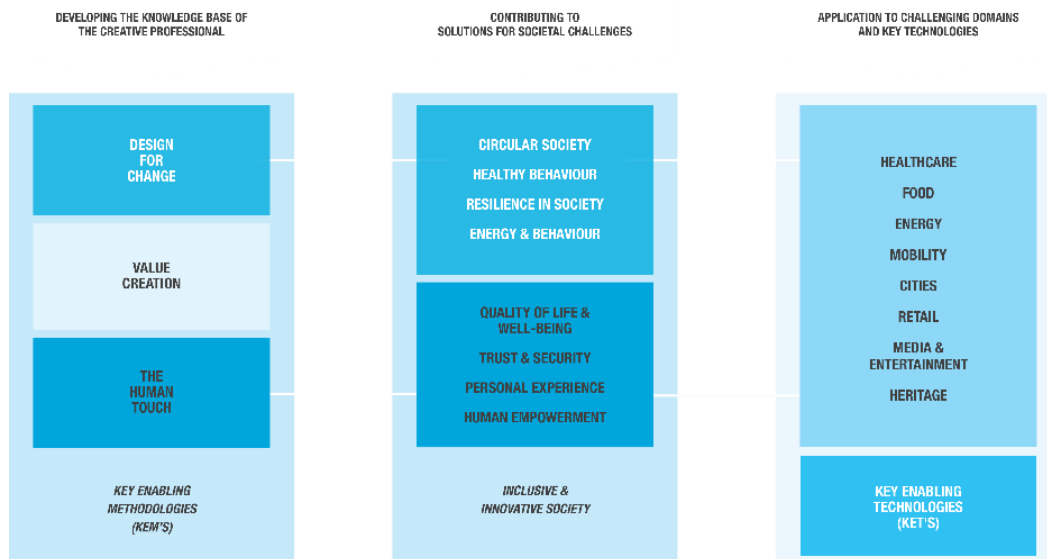 DEVELOPING THE KNOWLEDGE BASE OF
THE CREATIVE PROFESSIONAL
DESIGN
FOR
CHANGE
VALUE
CREATION
THE
HUMAN
TOUCH
KEY ENABLING
METHODOLOGIES
(KEM'S)
CONTRIBUTING TO
SOLUTIONS FOR SOCIETAL CHALLENGES
CIRCULAR SOCIETY
HEALTHY BEHAVIOUR
RESILIENCE IN SOCIETY
ENERGY & BEHAVIOUR
QUALITY OF LIFE &
WELL-BEING
TRUST & SECURITY
PERSONAL EXPERIENCE
HUMAN EMPOWERMENT
INCLUSIVE &
INNOVATIVE SOCIETY
APPLICATION TO CHALLENGING DOMAINS
AND KEY TECHNOLOGIES
HEALTHCARE
FOOD
ENERGY
MOBILITY
CITIES
RETAIL
MEDIA &
ENTERTAINMENT
HERITAGE
KEY ENABLING
TECHNOLOGIES
(KET'S)